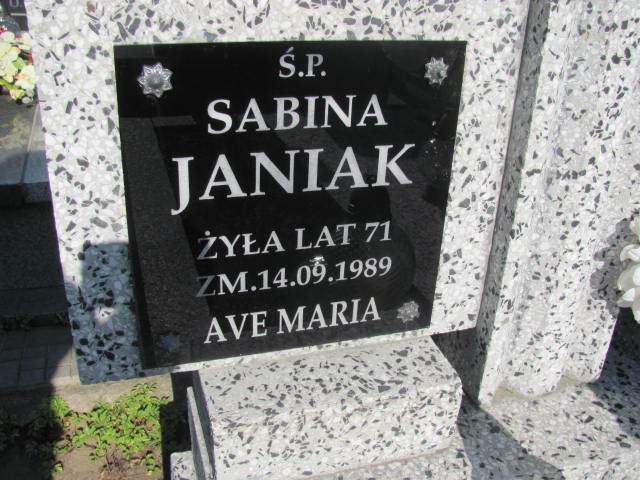 Ś.P.
SABINA
JANIAK
ŻYŁA LAT 71
ZM.14.09.1989
AVE MARIA